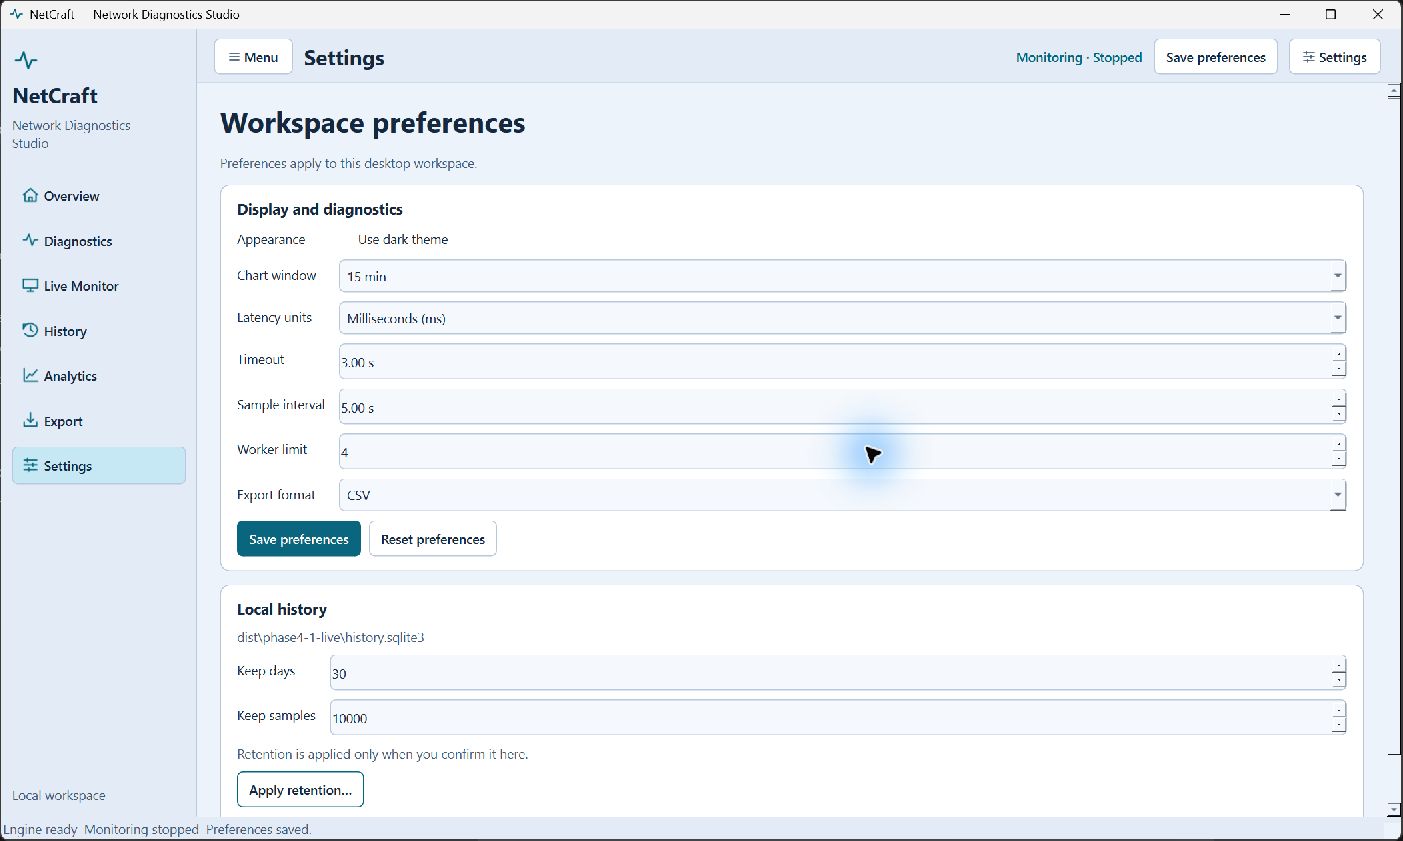 NetCraft Network Diagnostics Studio
NetCraft
Network Diagnostics
Studio
Overview
Diagnostics
Live Monitor
History
Analytics
Export
Settings
Local workspace
Menu
Settings
Monitoring · Stopped
Save preferences
Settings
Workspace preferences
Preferences apply to this desktop workspace.
Display and diagnostics
Appearance Use dark theme
Chart window 15 min
Latency units Milliseconds (ms)
Timeout 3.00 s
Sample interval 5.00 s
Worker limit 4
Export format CSV
Save preferences Reset preferences
Local history
dist\phase4-1-live\history.sqlite3
Keep days 30
Keep samples 10000
Retention is applied only when you confirm it here.
Apply retention...
Engine ready Monitoring stopped Preferences saved.